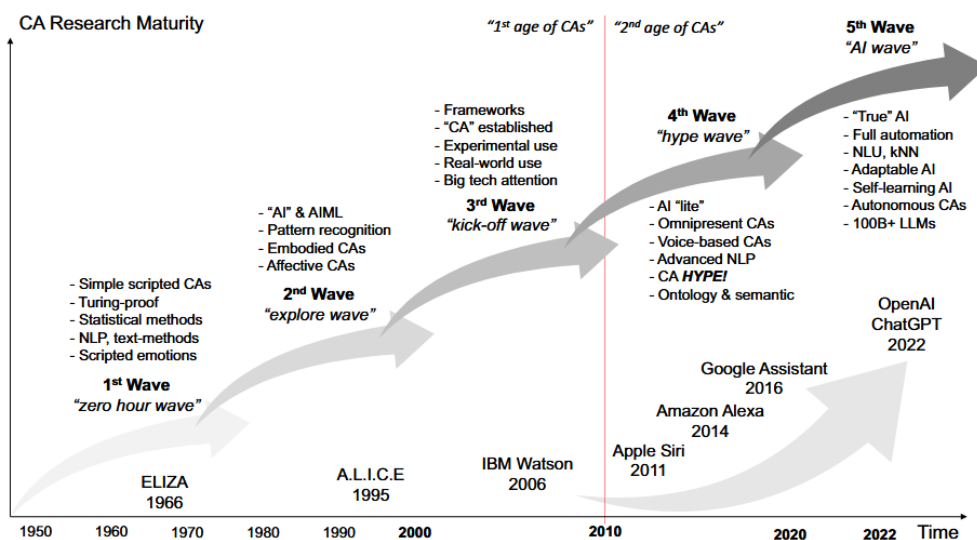 CA Research Maturity
“1st age of CAs”
“2nd age of CAs”
5th Wave
“AI wave”
- “True” AI
- Full automation
- NLU, kNN
- Adaptable AI
- Self-learning AI
- Autonomous CAs
- 100B+ LLMs
4th Wave
“hype wave”
- AI “lite”
- Omnipresent CAs
- Voice-based CAs
- Advanced NLP
- CA HYPE!
- Ontology & semantic
- Frameworks
- “CA” established
- Experimental use
- Real-world use
- Big tech attention
3rd Wave
“kick-off wave”
- “AI” & AIML
- Pattern recognition
- Embodied CAs
- Affective CAs
2nd Wave
“explore wave”
- Simple scripted CAs
- Turing-proof
- Statistical methods
- NLP, text-methods
- Scripted emotions
1st Wave
“zero hour wave”
ELIZA
1966
A.L.I.C.E
1995
IBM Watson
2006
Apple Siri
2011
Amazon Alexa
2014
Google Assistant
2016
OpenAI
ChatGPT
2022
1950 1960 1970 1980 1990 2000 2010 2020 2022 Time